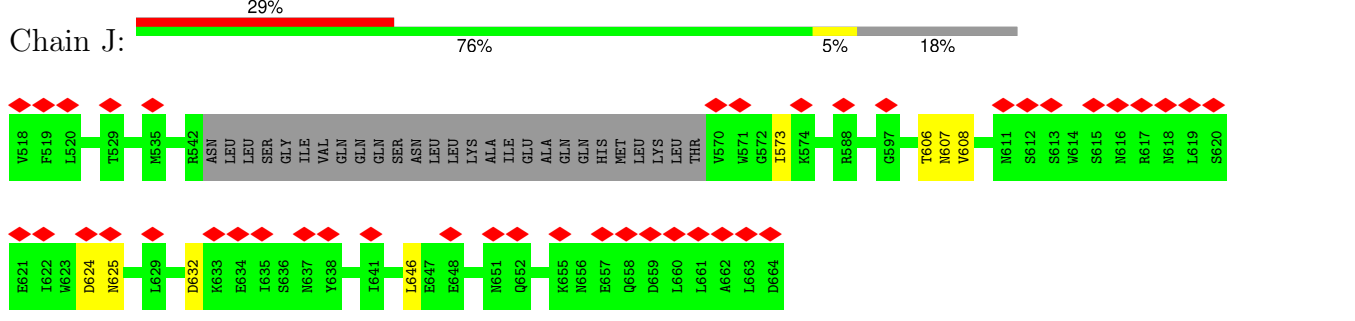 29%
Chain J:
76% 5% 18%
V518 F519 L520 T529 M535 R542 ASN LEU LEU SER GLY ILE VAL GLN GLN GLN SER ASN LEU LEU LYS ALA ILE GLU ALA GLN GLN HIS MET LEU LYS LEU THR V570 W571 G572 I573 K574 R588 G597 T606 N607 V608 N611 S612 S613 W614 S615 N616 R617 N618 L619 S620
E621 I622 W623 D624 N625 L629 D632 K633 E634 I635 S636 N637 Y638 I641 L646 E647 E648 N651 Q652 K655 N656 E657 Q658 D659 L660 L661 A662 L663 D664